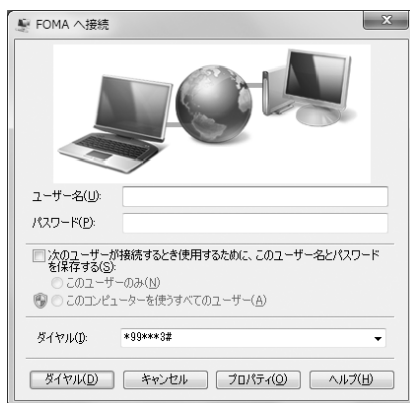 FOMA へ接続
ユーザー名(U):
パスワード(P):
次のユーザーが接続するとき使用するために、このユーザー名とパスワード
を保存する(S):
このユーザーのみ(N)
このコンピューターを使うすべてのユーザー(A)
ダイヤル(I): *99***3#
ダイヤル(D) キャンセル プロパティ(O) ヘルプ(H)